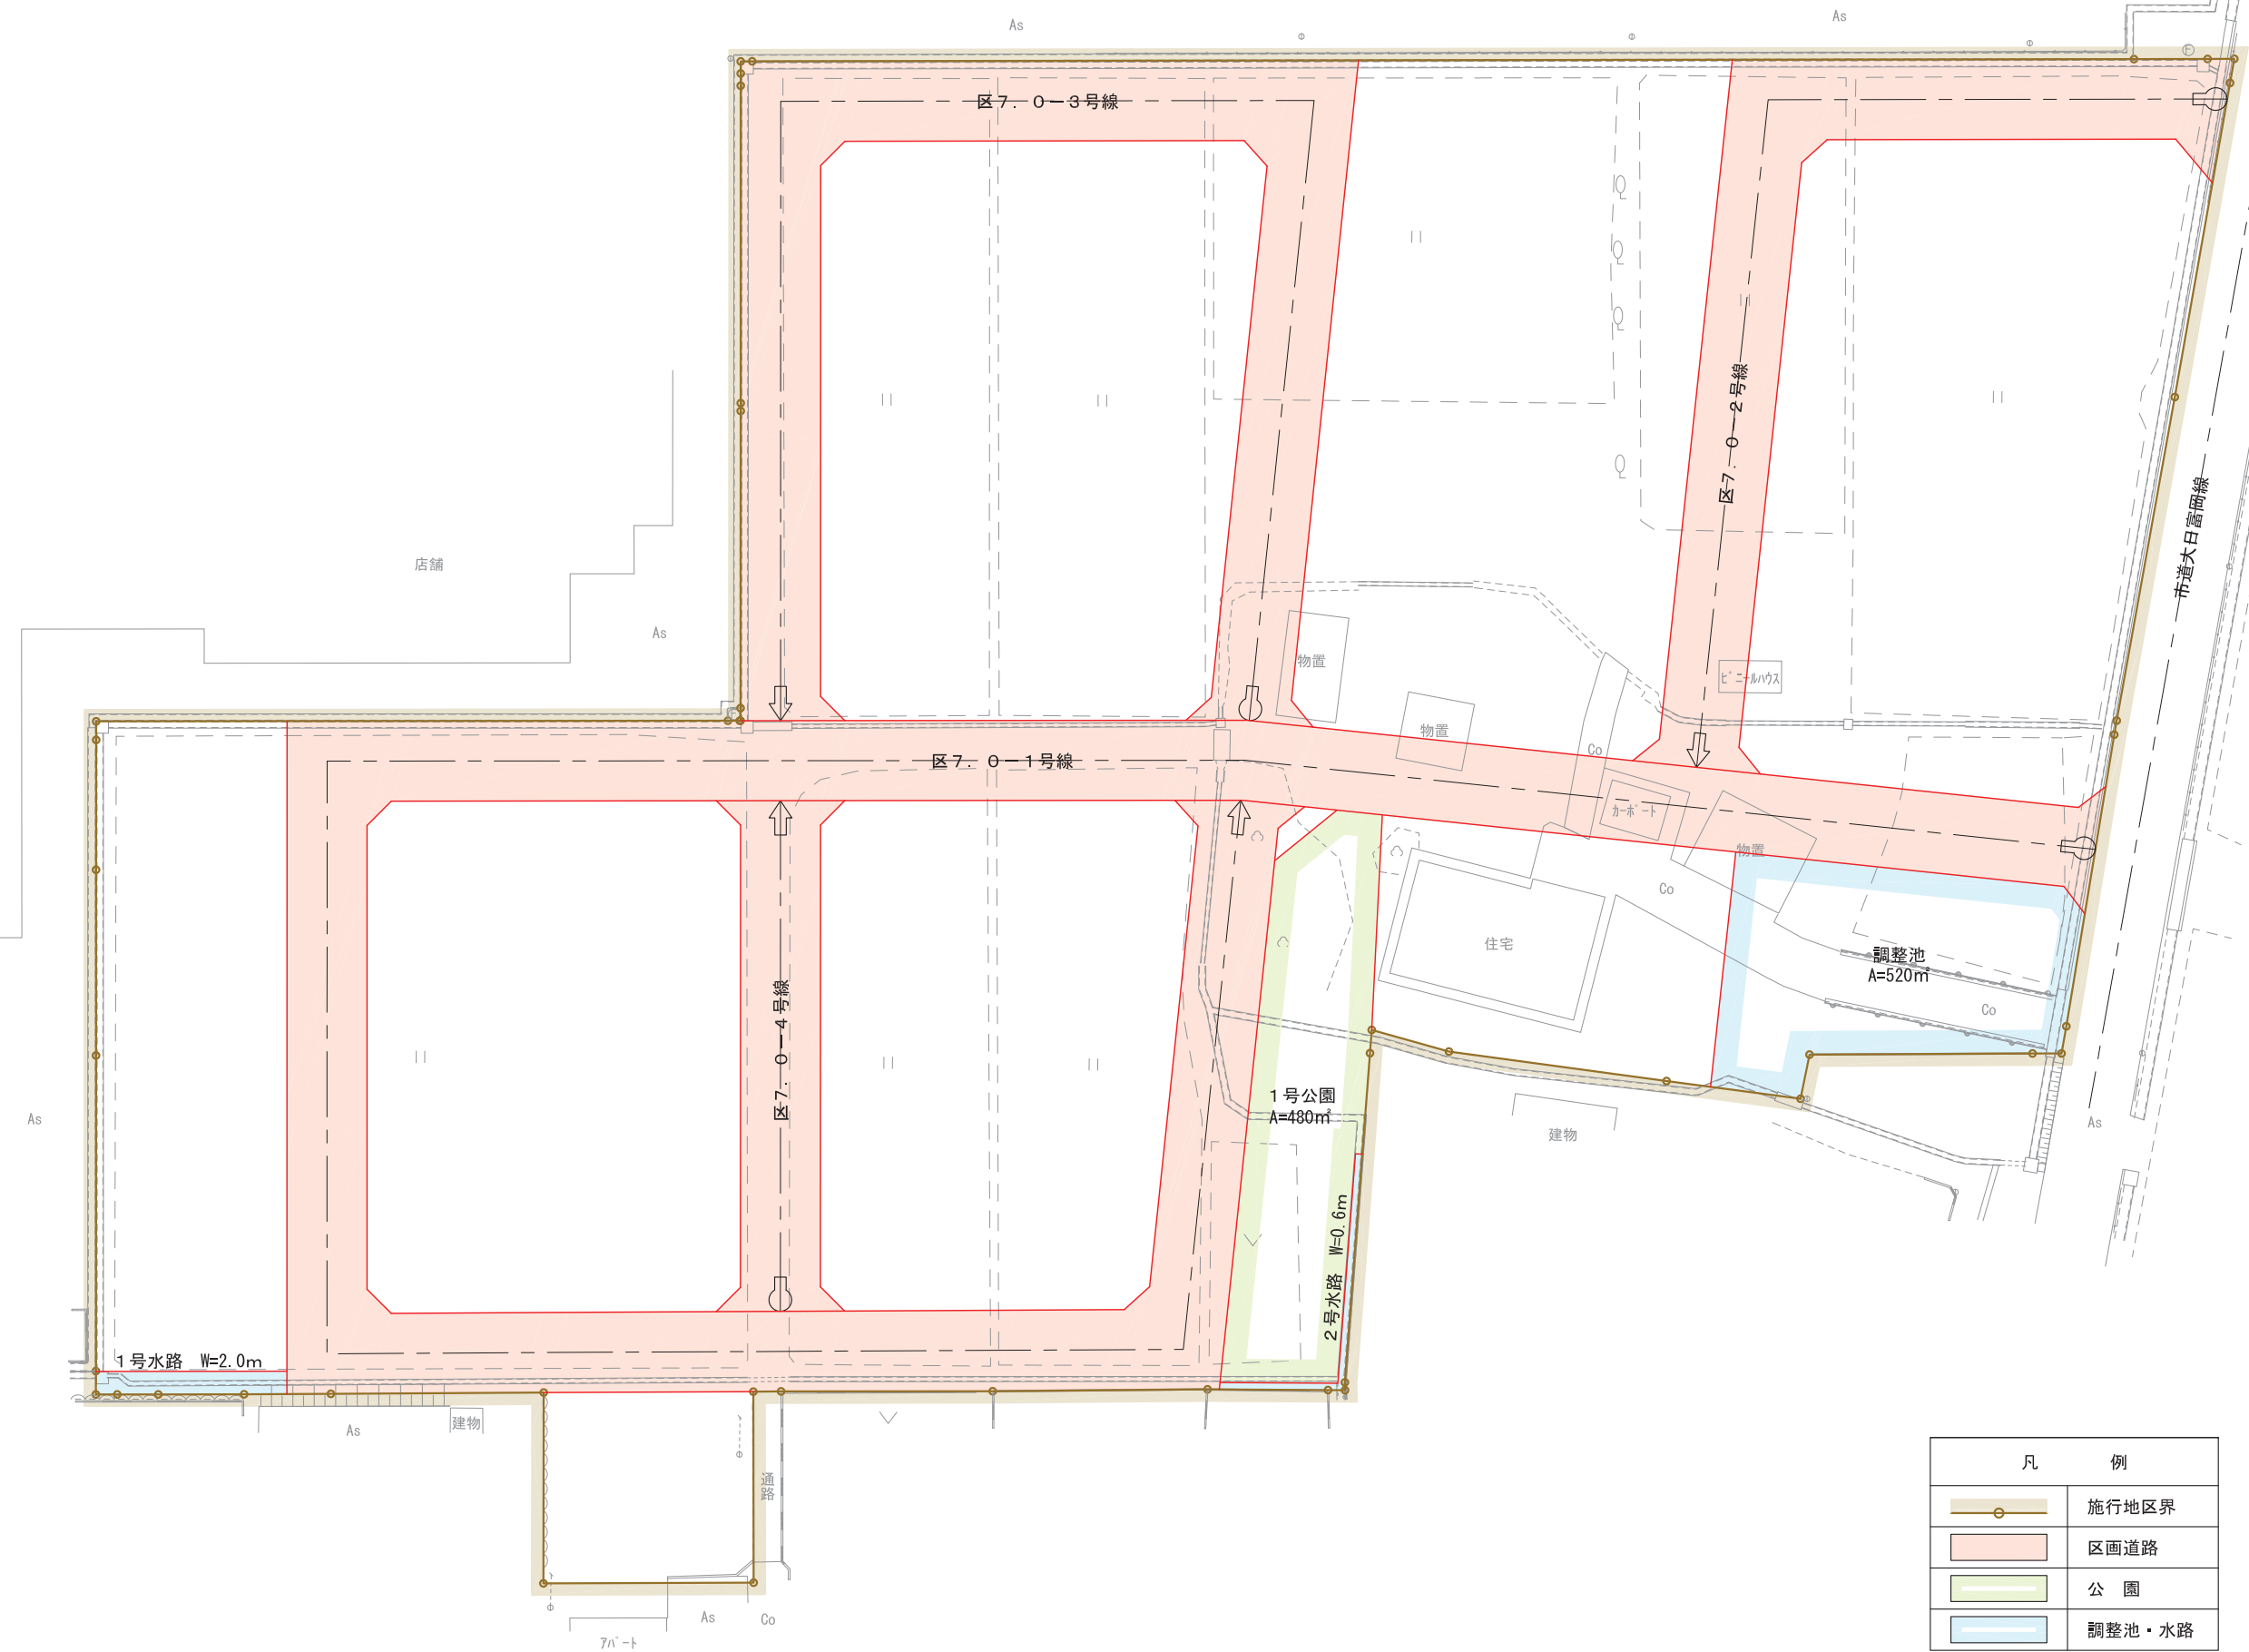 As
As
区７．０－３号線
区７．０－２号線
市道大日富岡線
店舗
As
物置
ﾋﾞﾆｰﾙﾊｳｽ
物置
Co
区７．０－１号線
ｶｰﾎﾟｰﾄ
物置
Co
住宅
調整池
A=520㎡
Co
区７．０－４号線
１号公園
A=480㎡
As
As
建物
２号水路　W=0.6m
１号水路　W=2.0m
As
建物
通路
As
Co
ｱﾊﾟｰﾄ
凡　例
施行地区界
区画道路
公　園
調整池・水路